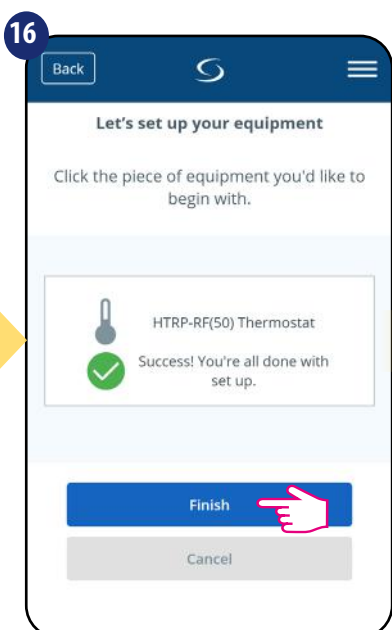 16
Back
Let's set up your equipment
Click the piece of equipment you'd like to
begin with.
HTRP-RF(50) Thermostat
Success! You're all done with
set up.
Finish
Cancel